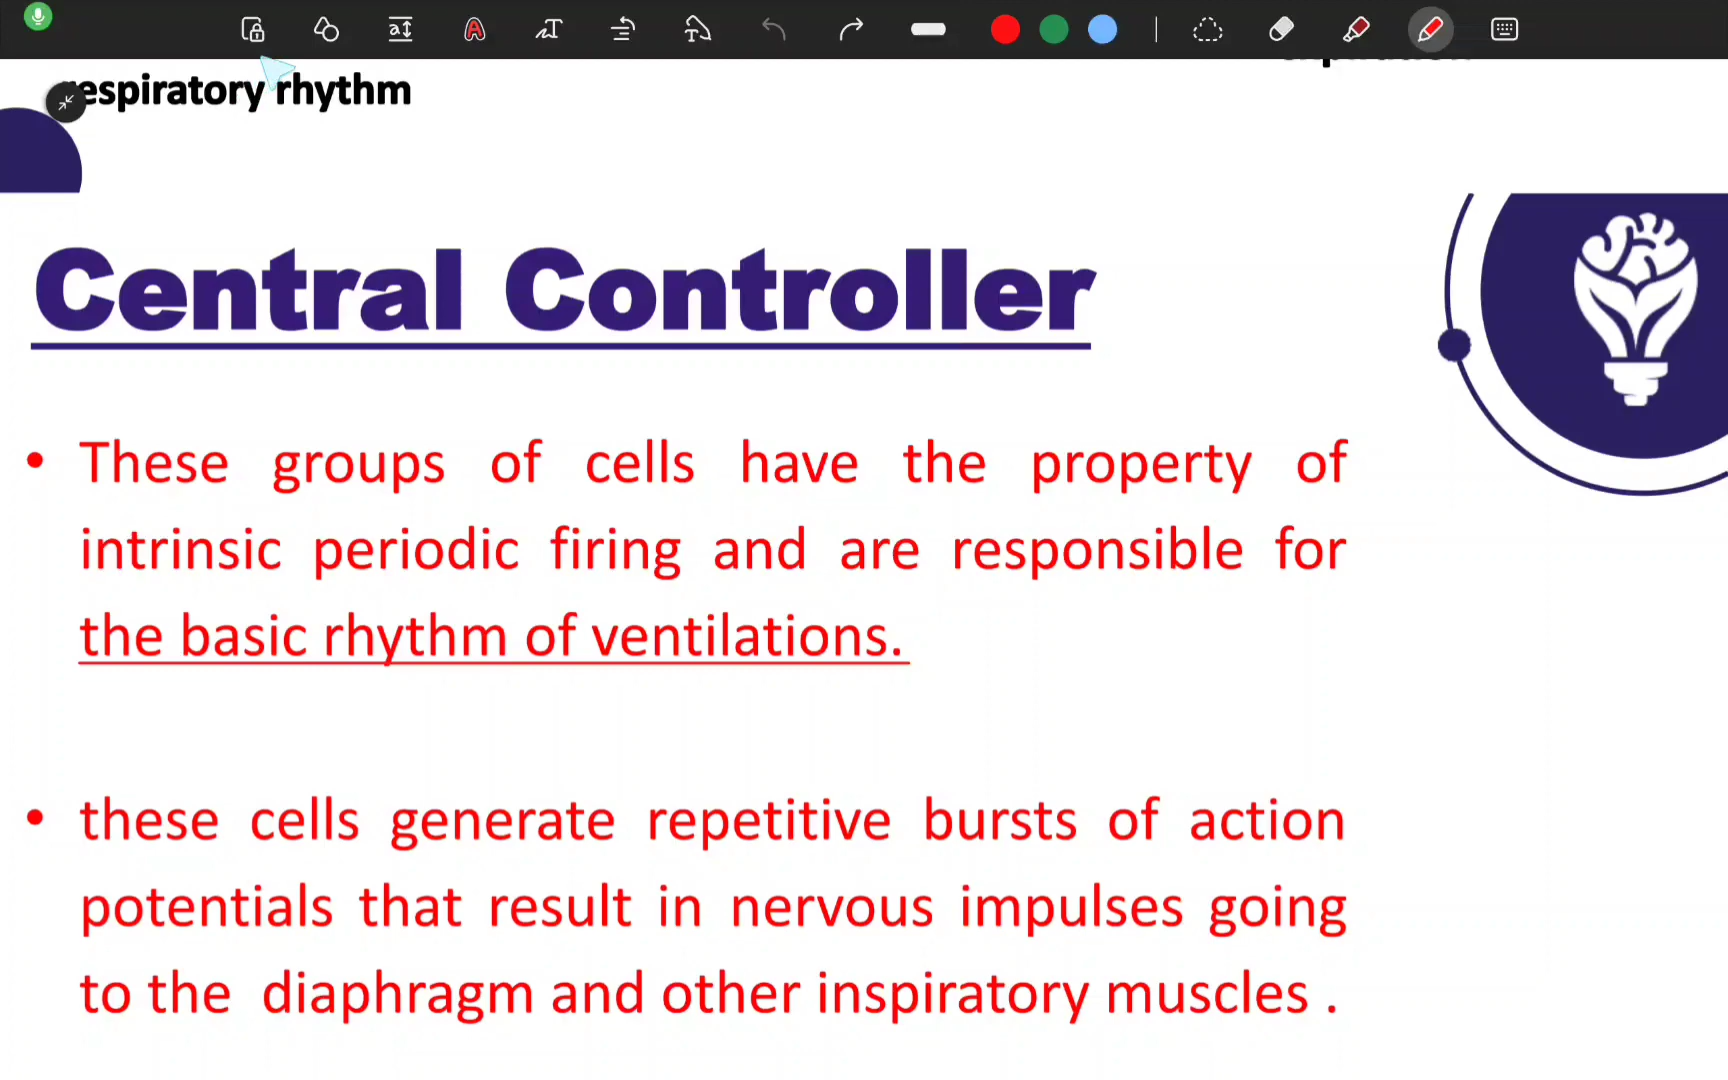 respiratory rhythm
Central Controller
• These groups of cells have the property of
intrinsic periodic firing and are responsible for
the basic rhythm of ventilations.
• these cells generate repetitive bursts of action
potentials that result in nervous impulses going
to the diaphragm and other inspiratory muscles .